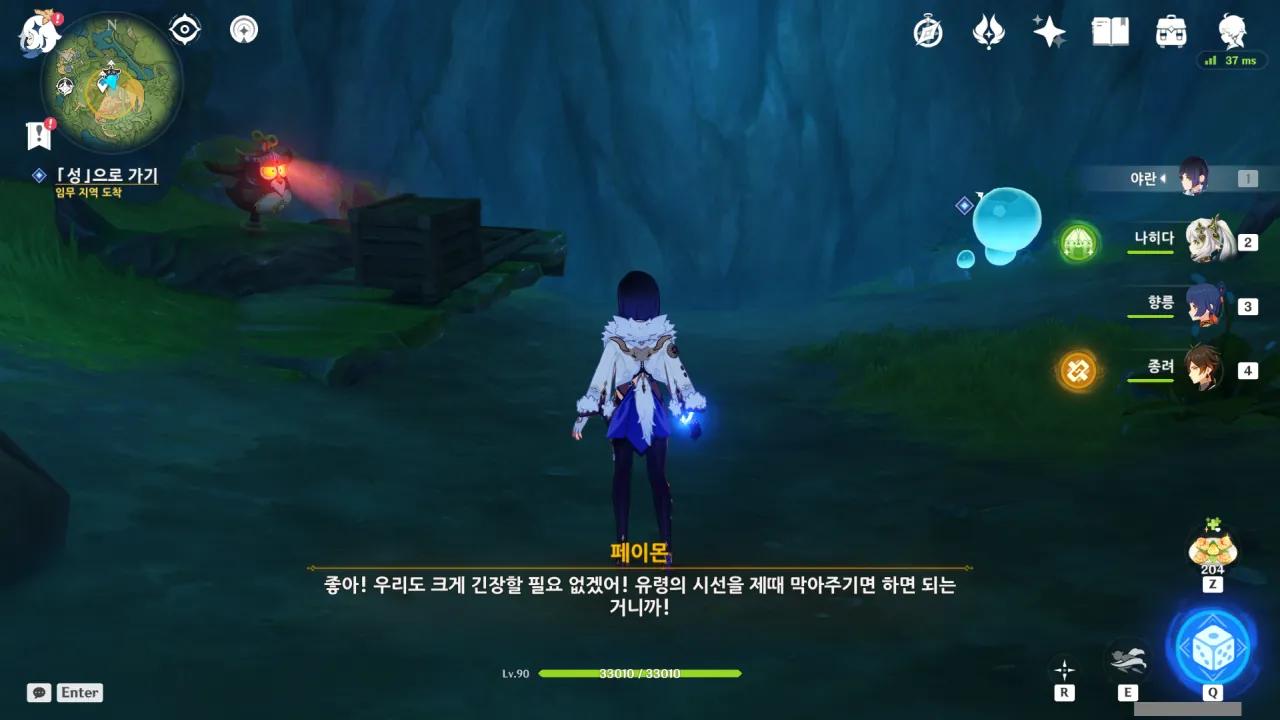 N
37 ms
「성」으로 가기
임무 지역 도착
야란
1
나히다
2
향릉
3
종려
4
페이몬
좋아! 우리도 크게 긴장할 필요 없겠어! 유령의 시선을 제때 막아주기면 하면 되는
거니까!
204
Z
Lv.90
33010 / 33010
Enter
R
E
Q